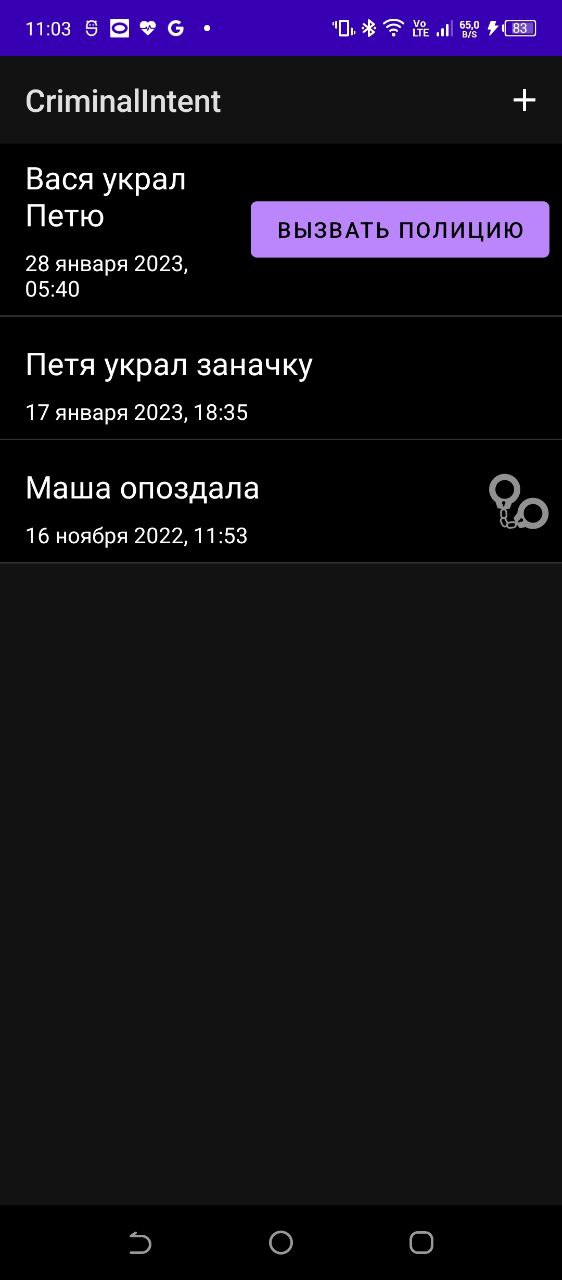 11:03 G Vo LTE 65,0 B/S 83
CriminalIntent +
Вася украл
Петю
ВЫЗВАТЬ ПОЛИЦИЮ
28 января 2023,
05:40
Петя украл заначку
17 января 2023, 18:35
Маша опоздала
16 ноября 2022, 11:53